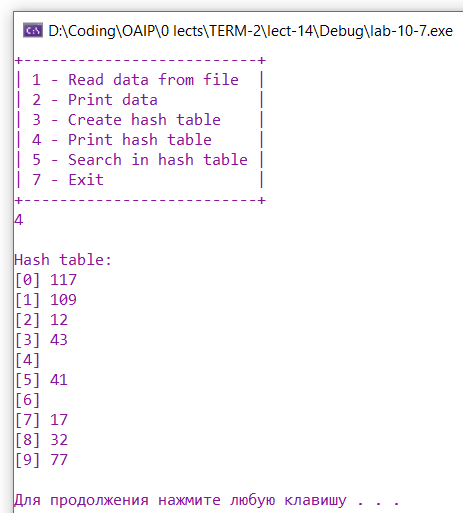 D:\Coding\OAIP\0 lects\TERM-2\lect-14\Debug\lab-10-7.exe
+--------------------------+
| 1 - Read data from file  |
| 2 - Print data           |
| 3 - Create hash table    |
| 4 - Print hash table     |
| 5 - Search in hash table |
| 7 - Exit                 |
+--------------------------+
4
Hash table:
[0] 117
[1] 109
[2] 12
[3] 43
[4]
[5] 41
[6]
[7] 17
[8] 32
[9] 77
Для продолжения нажмите любую клавишу . . .